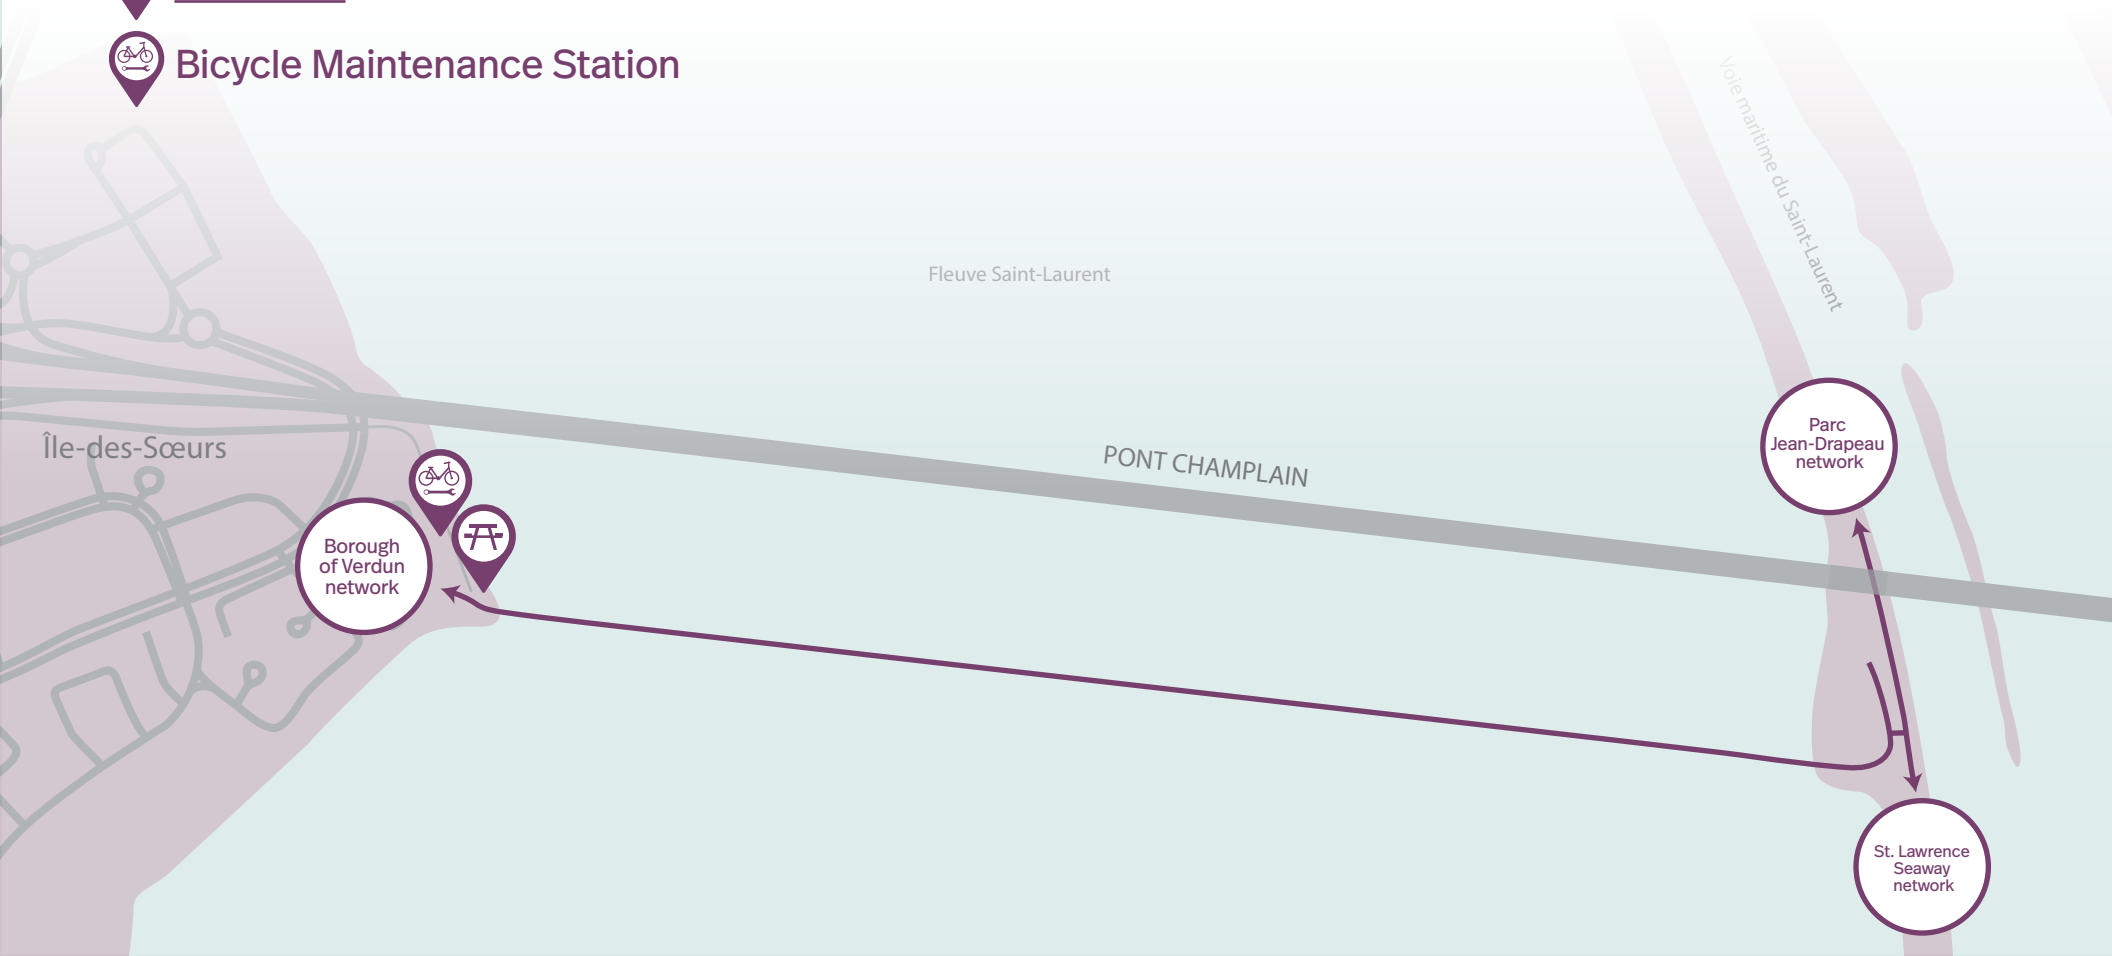 Bicycle Maintenance Station
Voie maritime du Saint-Laurent
Fleuve Saint-Laurent
Île-des-Sœurs
PONT CHAMPLAIN
Parc
Jean-Drapeau
network
Borough
of Verdun
network
St. Lawrence
Seaway
network